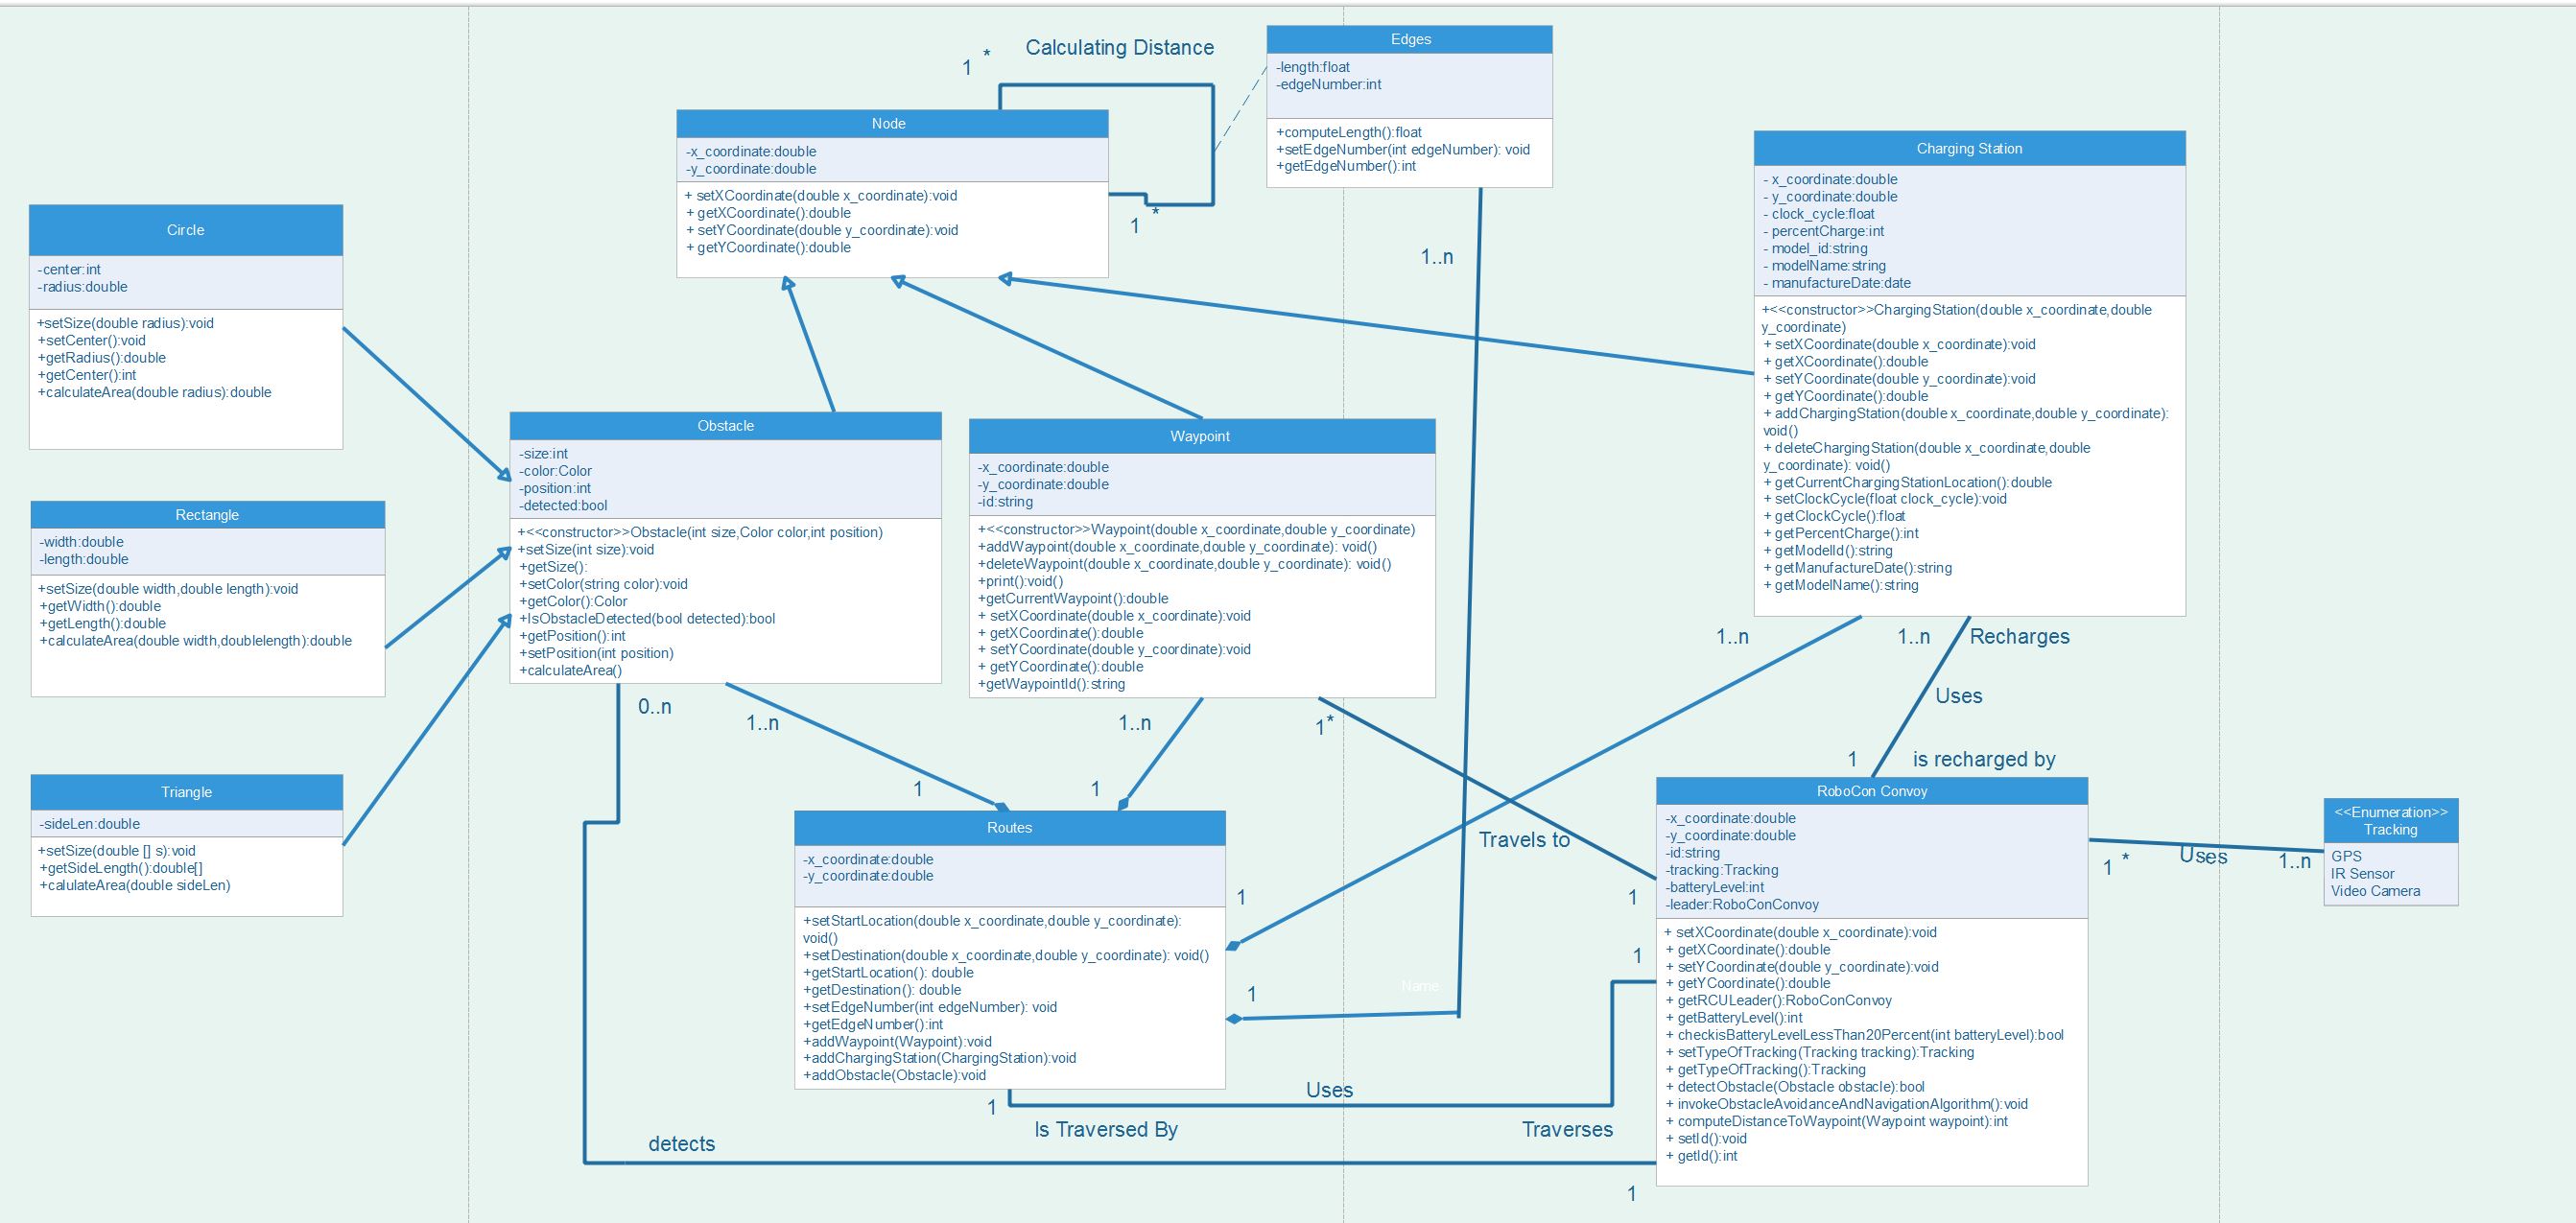 Calculating Distance
1 *
1 *
Edges
-length:float
-edgeNumber:int
+computeLength():float
+setEdgeNumber(int edgeNumber): void
+getEdgeNumber():int
1..n
Node
-x_coordinate:double
-y_coordinate:double
+ setXCoordinate(double x_coordinate):void
+ getXCoordinate():double
+ setYCoordinate(double y_coordinate):void
+ getYCoordinate():double
Charging Station
- x_coordinate:double
- y_coordinate:double
- clock_cycle:float
- percentCharge:int
- model_id:string
- modelName:string
- manufactureDate:date
+<<constructor>>ChargingStation(double x_coordinate,double
y_coordinate)
+ setXCoordinate(double x_coordinate):void
+ getXCoordinate():double
+ setYCoordinate(double y_coordinate):void
+ getYCoordinate():double
+ addChargingStation(double x_coordinate,double y_coordinate):
void()
+ deleteChargingStation(double x_coordinate,double
y_coordinate): void()
+ getCurrentChargingStationLocation():double
+ setClockCycle(float clock_cycle):void
+ getClockCycle():float
+ getPercentCharge():int
+ getModelId():string
+ getManufactureDate():string
+ getModelName():string
Circle
-center:int
-radius:double
+setSize(double radius):void
+setCenter():void
+getRadius():double
+getCenter():int
+calculateArea(double radius):double
Rectangle
-width:double
-length:double
+setSize(double width,double length):void
+getWidth():double
+getLength():double
+calculateArea(double width,doublelength):double
Triangle
-sideLen:double
+setSize(double [] s):void
+getSideLength():double[]
+calulateArea(double sideLen)
Obstacle
-size:int
-color:Color
-position:int
-detected:bool
+<<constructor>>Obstacle(int size,Color color,int position)
+setSize(int size):void
+getSize():
+setColor(string color):void
+getColor():Color
+IsObstacleDetected(bool detected):bool
+getPosition():int
+setPosition(int position)
+calculateArea()
Waypoint
-x_coordinate:double
-y_coordinate:double
-id:string
+<<constructor>>Waypoint(double x_coordinate,double y_coordinate)
+addWaypoint(double x_coordinate,double y_coordinate): void()
+deleteWaypoint(double x_coordinate,double y_coordinate): void()
+print():void()
+getCurrentWaypoint():double
+ setXCoordinate(double x_coordinate):void
+ getXCoordinate():double
+ setYCoordinate(double y_coordinate):void
+ getYCoordinate():double
+getWaypointId():string
0..n
1..n
1..n
1*
1..n
1..n
Recharges
Uses
1
is recharged by
1
1
Routes
-x_coordinate:double
-y_coordinate:double
+setStartLocation(double x_coordinate,double y_coordinate):
void()
+setDestination(double x_coordinate,double y_coordinate): void()
+getStartLocation(): double
+getDestination(): double
+setEdgeNumber(int edgeNumber): void
+getEdgeNumber():int
+addWaypoint(Waypoint):void
+addChargingStation(ChargingStation):void
+addObstacle(Obstacle):void
1
1
Name
Travels to
1
1
RoboCon Convoy
-x_coordinate:double
-y_coordinate:double
-id:string
-tracking:Tracking
-batteryLevel:int
-leader:RoboConConvoy
+ setXCoordinate(double x_coordinate):void
+ getXCoordinate():double
+ setYCoordinate(double y_coordinate):void
+ getYCoordinate():double
+ getRCULeader():RoboConConvoy
+ getBatteryLevel():int
+ checkisBatteryLevelLessThan20Percent(int batteryLevel):bool
+ setTypeOfTracking(Tracking tracking):Tracking
+ getTypeOfTracking():Tracking
+ detectObstacle(Obstacle obstacle):bool
+ invokeObstacleAvoidanceAndNavigationAlgorithm():void
+ computeDistanceToWaypoint(Waypoint waypoint):int
+ setId():void
+ getId():int
1 *
Uses
1..n
<<Enumeration>>
Tracking
GPS
IR Sensor
Video Camera
1
Uses
Is Traversed By
Traverses
detects
1